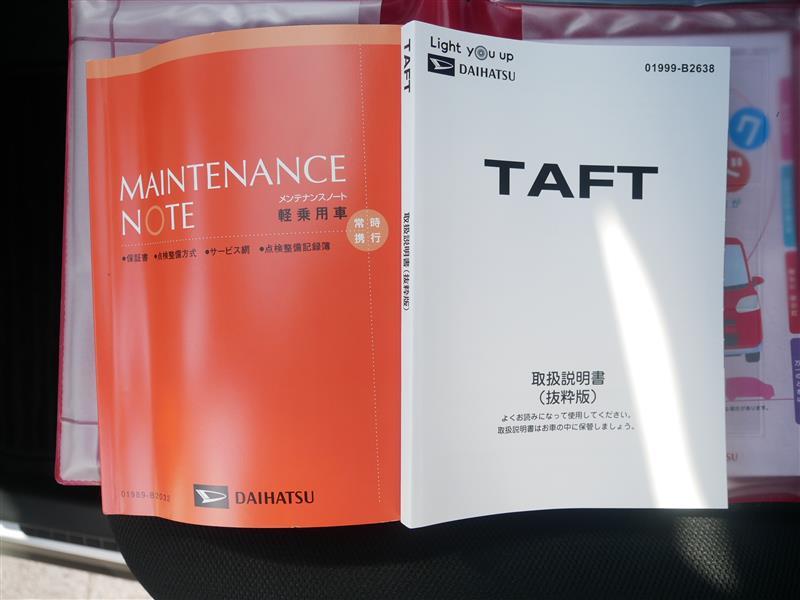 MAINTENANCE
NOTE
メンテナンスノート
軽乗用車
常時
携行
•保証書 •点検整備方式 •サービス網 •点検整備記録簿
01989-B2032
DAIHATSU
TAFT
取扱説明書(抜粋版)
Light you up
DAIHATSU
01999-B2638
TAFT
取扱説明書
(抜粋版)
よくお読みになって使用してください。
取扱説明書はお車の中に保管しましょう。
ク
ド
が